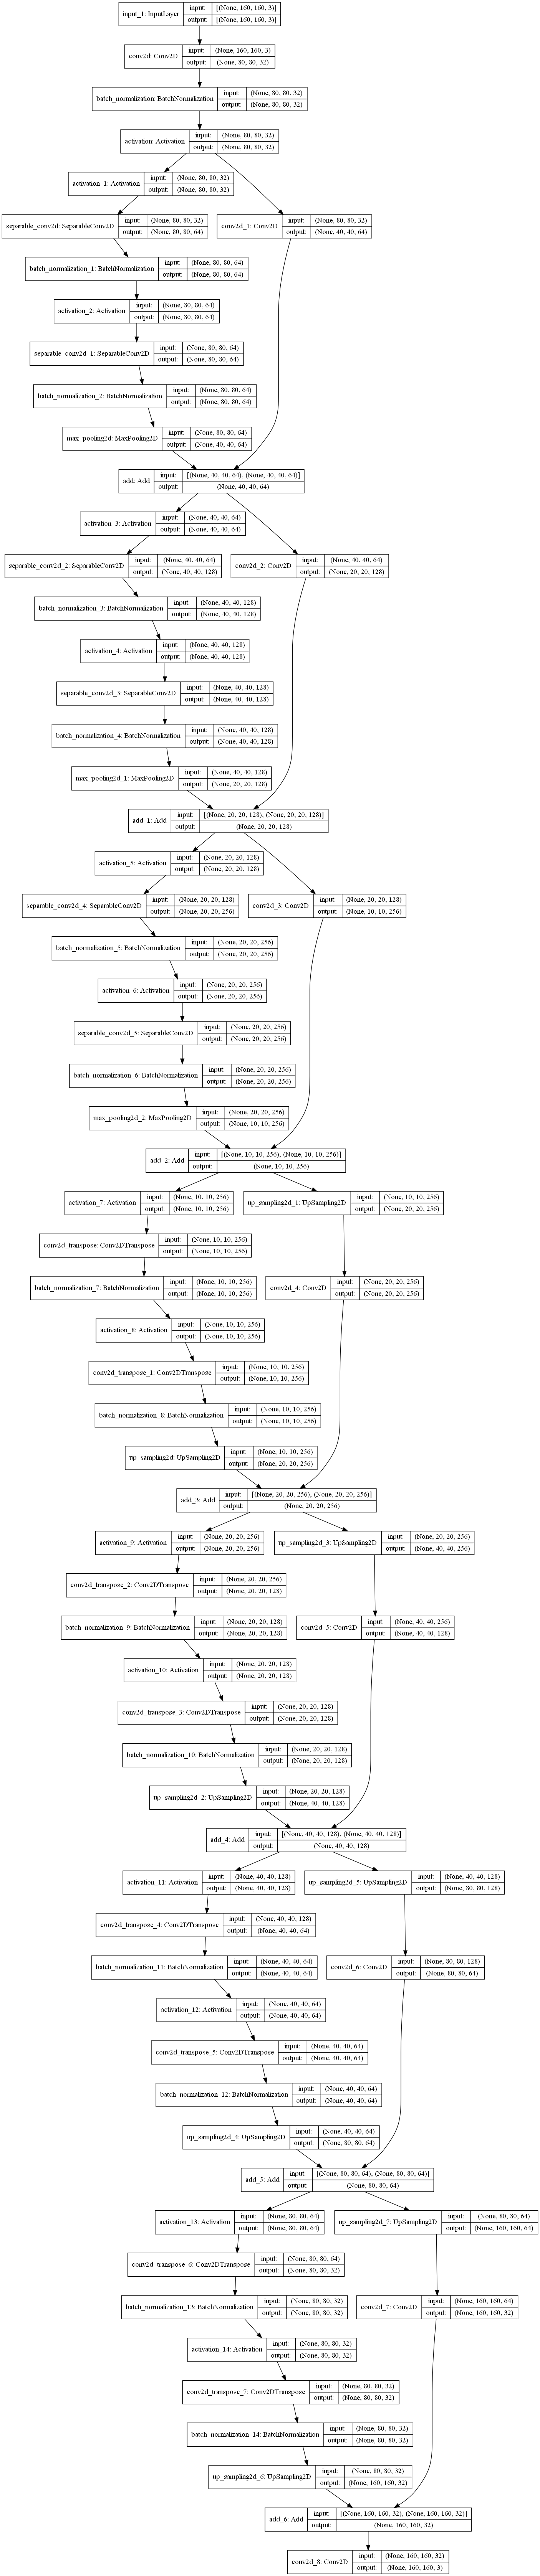 input_1: InputLayer input: [(None, 160, 160, 3)]
output: [(None, 160, 160, 3)]
conv2d: Conv2D input: (None, 160, 160, 3)
output: (None, 80, 80, 32)
batch_normalization: BatchNormalization input: (None, 80, 80, 32)
output: (None, 80, 80, 32)
activation: Activation input: (None, 80, 80, 32)
output: (None, 80, 80, 32)
activation_1: Activation input: (None, 80, 80, 32)
output: (None, 80, 80, 32)
separable_conv2d: SeparableConv2D input: (None, 80, 80, 32)
output: (None, 80, 80, 64)
conv2d_1: Conv2D input: (None, 80, 80, 32)
output: (None, 40, 40, 64)
batch_normalization_1: BatchNormalization input: (None, 80, 80, 64)
output: (None, 80, 80, 64)
activation_2: Activation input: (None, 80, 80, 64)
output: (None, 80, 80, 64)
separable_conv2d_1: SeparableConv2D input: (None, 80, 80, 64)
output: (None, 80, 80, 64)
batch_normalization_2: BatchNormalization input: (None, 80, 80, 64)
output: (None, 80, 80, 64)
max_pooling2d: MaxPooling2D input: (None, 80, 80, 64)
output: (None, 40, 40, 64)
add: Add input: [(None, 40, 40, 64), (None, 40, 40, 64)]
output: (None, 40, 40, 64)
activation_3: Activation input: (None, 40, 40, 64)
output: (None, 40, 40, 64)
separable_conv2d_2: SeparableConv2D input: (None, 40, 40, 64)
output: (None, 40, 40, 128)
conv2d_2: Conv2D input: (None, 40, 40, 64)
output: (None, 20, 20, 128)
batch_normalization_3: BatchNormalization input: (None, 40, 40, 128)
output: (None, 40, 40, 128)
activation_4: Activation input: (None, 40, 40, 128)
output: (None, 40, 40, 128)
separable_conv2d_3: SeparableConv2D input: (None, 40, 40, 128)
output: (None, 40, 40, 128)
batch_normalization_4: BatchNormalization input: (None, 40, 40, 128)
output: (None, 40, 40, 128)
max_pooling2d_1: MaxPooling2D input: (None, 40, 40, 128)
output: (None, 20, 20, 128)
add_1: Add input: [(None, 20, 20, 128), (None, 20, 20, 128)]
output: (None, 20, 20, 128)
activation_5: Activation input: (None, 20, 20, 128)
output: (None, 20, 20, 128)
separable_conv2d_4: SeparableConv2D input: (None, 20, 20, 128)
output: (None, 20, 20, 256)
conv2d_3: Conv2D input: (None, 20, 20, 128)
output: (None, 10, 10, 256)
batch_normalization_5: BatchNormalization input: (None, 20, 20, 256)
output: (None, 20, 20, 256)
activation_6: Activation input: (None, 20, 20, 256)
output: (None, 20, 20, 256)
separable_conv2d_5: SeparableConv2D input: (None, 20, 20, 256)
output: (None, 20, 20, 256)
batch_normalization_6: BatchNormalization input: (None, 20, 20, 256)
output: (None, 20, 20, 256)
max_pooling2d_2: MaxPooling2D input: (None, 20, 20, 256)
output: (None, 10, 10, 256)
add_2: Add input: [(None, 10, 10, 256), (None, 10, 10, 256)]
output: (None, 10, 10, 256)
activation_7: Activation input: (None, 10, 10, 256)
output: (None, 10, 10, 256)
up_sampling2d_1: UpSampling2D input: (None, 10, 10, 256)
output: (None, 20, 20, 256)
conv2d_transpose: Conv2DTranspose input: (None, 10, 10, 256)
output: (None, 10, 10, 256)
batch_normalization_7: BatchNormalization input: (None, 10, 10, 256)
output: (None, 10, 10, 256)
conv2d_4: Conv2D input: (None, 20, 20, 256)
output: (None, 20, 20, 256)
activation_8: Activation input: (None, 10, 10, 256)
output: (None, 10, 10, 256)
conv2d_transpose_1: Conv2DTranspose input: (None, 10, 10, 256)
output: (None, 10, 10, 256)
batch_normalization_8: BatchNormalization input: (None, 10, 10, 256)
output: (None, 10, 10, 256)
up_sampling2d: UpSampling2D input: (None, 10, 10, 256)
output: (None, 20, 20, 256)
add_3: Add input: [(None, 20, 20, 256), (None, 20, 20, 256)]
output: (None, 20, 20, 256)
activation_9: Activation input: (None, 20, 20, 256)
output: (None, 20, 20, 256)
up_sampling2d_3: UpSampling2D input: (None, 20, 20, 256)
output: (None, 40, 40, 256)
conv2d_transpose_2: Conv2DTranspose input: (None, 20, 20, 256)
output: (None, 20, 20, 128)
batch_normalization_9: BatchNormalization input: (None, 20, 20, 128)
output: (None, 20, 20, 128)
conv2d_5: Conv2D input: (None, 40, 40, 256)
output: (None, 40, 40, 128)
activation_10: Activation input: (None, 20, 20, 128)
output: (None, 20, 20, 128)
conv2d_transpose_3: Conv2DTranspose input: (None, 20, 20, 128)
output: (None, 20, 20, 128)
batch_normalization_10: BatchNormalization input: (None, 20, 20, 128)
output: (None, 20, 20, 128)
up_sampling2d_2: UpSampling2D input: (None, 20, 20, 128)
output: (None, 40, 40, 128)
add_4: Add input: [(None, 40, 40, 128), (None, 40, 40, 128)]
output: (None, 40, 40, 128)
activation_11: Activation input: (None, 40, 40, 128)
output: (None, 40, 40, 128)
up_sampling2d_5: UpSampling2D input: (None, 40, 40, 128)
output: (None, 80, 80, 128)
conv2d_transpose_4: Conv2DTranspose input: (None, 40, 40, 128)
output: (None, 40, 40, 64)
batch_normalization_11: BatchNormalization input: (None, 40, 40, 64)
output: (None, 40, 40, 64)
conv2d_6: Conv2D input: (None, 80, 80, 128)
output: (None, 80, 80, 64)
activation_12: Activation input: (None, 40, 40, 64)
output: (None, 40, 40, 64)
conv2d_transpose_5: Conv2DTranspose input: (None, 40, 40, 64)
output: (None, 40, 40, 64)
batch_normalization_12: BatchNormalization input: (None, 40, 40, 64)
output: (None, 40, 40, 64)
up_sampling2d_4: UpSampling2D input: (None, 40, 40, 64)
output: (None, 80, 80, 64)
add_5: Add input: [(None, 80, 80, 64), (None, 80, 80, 64)]
output: (None, 80, 80, 64)
activation_13: Activation input: (None, 80, 80, 64)
output: (None, 80, 80, 64)
up_sampling2d_7: UpSampling2D input: (None, 80, 80, 64)
output: (None, 160, 160, 64)
conv2d_transpose_6: Conv2DTranspose input: (None, 80, 80, 64)
output: (None, 80, 80, 32)
batch_normalization_13: BatchNormalization input: (None, 80, 80, 32)
output: (None, 80, 80, 32)
conv2d_7: Conv2D input: (None, 160, 160, 64)
output: (None, 160, 160, 32)
activation_14: Activation input: (None, 80, 80, 32)
output: (None, 80, 80, 32)
conv2d_transpose_7: Conv2DTranspose input: (None, 80, 80, 32)
output: (None, 80, 80, 32)
batch_normalization_14: BatchNormalization input: (None, 80, 80, 32)
output: (None, 80, 80, 32)
up_sampling2d_6: UpSampling2D input: (None, 80, 80, 32)
output: (None, 160, 160, 32)
add_6: Add input: [(None, 160, 160, 32), (None, 160, 160, 32)]
output: (None, 160, 160, 32)
conv2d_8: Conv2D input: (None, 160, 160, 32)
output: (None, 160, 160, 3)